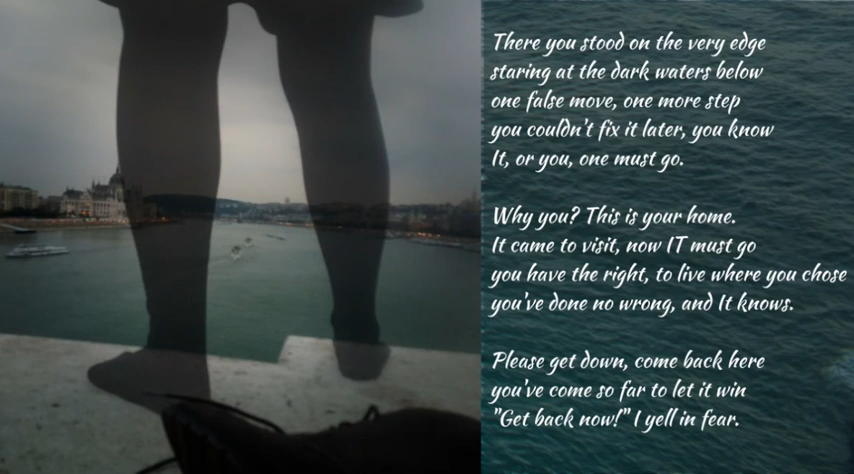 There you stood on the very edge
staring at the dark waters below
one false move, one more step
you couldn't fix it later, you know
It, or you, one must go.
Why you? This is your home.
It came to visit, now IT must go
you have the right, to live where you chose
you've done no wrong, and It knows.
Please get down, come back here
you've come so far to let it win
"Get back now!" I yell in fear.